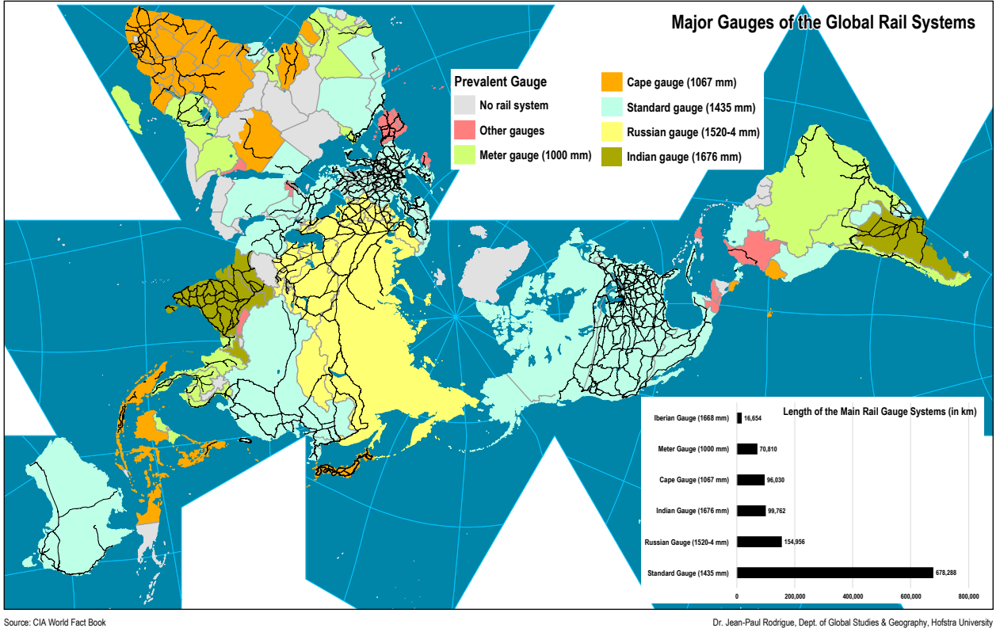 Major Gauges of the Global Rail Systems
Prevalent Gauge
No rail system
Other gauges
Meter gauge (1000 mm)
Cape gauge (1067 mm)
Standard gauge (1435 mm)
Russian gauge (1520-4 mm)
Indian gauge (1676 mm)
Length of the Main Rail Gauge Systems (in km)
Iberian Gauge (1668 mm) 16,654
Meter Gauge (1000 mm) 70,810
Cape Gauge (1067 mm) 96,030
Indian Gauge (1676 mm) 99,762
Russian Gauge (1520-4 mm) 154,956
Standard Gauge (1435 mm) 678,288
0 200,000 400,000 600,000 800,000
Source: CIA World Fact Book
Dr. Jean-Paul Rodrigue, Dept. of Global Studies & Geography, Hofstra University